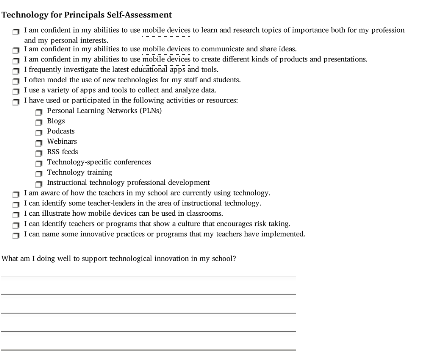 Technology for Principals Self-Assessment
I am confident in my abilities to use mobile devices to learn and research topics of importance both for my profession
and my personal interests.
I am confident in my abilities to use mobile devices to communicate and share ideas.
I am confident in my abilities to use mobile devices to create different kinds of products and presentations.
I frequently investigate the latest educational apps and tools.
I often model the use of new technologies for my staff and students.
I use a variety of apps and tools to collect and analyze data.
I have used or participated in the following activities or resources:
Personal Learning Networks (PLNs)
Blogs
Podcasts
Webinars
RSS feeds
Technology-specific conferences
Technology training
Instructional technology professional development
I am aware of how the teachers in my school are currently using technology.
I can identify some teacher-leaders in the area of instructional technology.
I can illustrate how mobile devices can be used in classrooms.
I can identify teachers or programs that show a culture that encourages risk taking.
I can name some innovative practices or programs that my teachers have implemented.
What am I doing well to support technological innovation in my school?